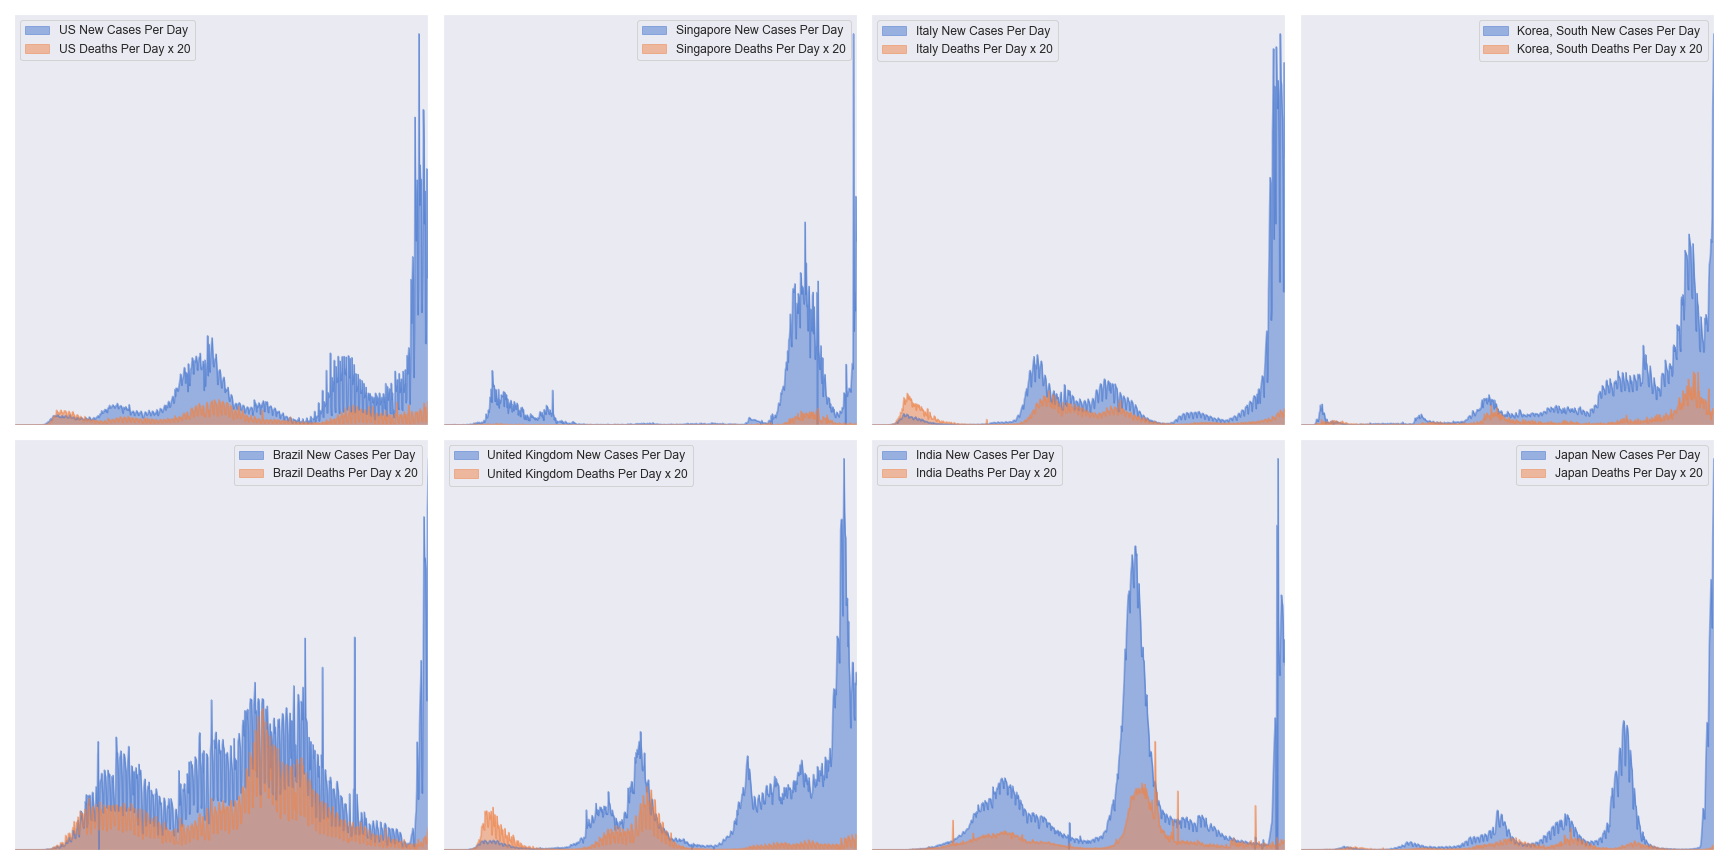 US New Cases Per Day
US Deaths Per Day x 20
Singapore New Cases Per Day
Singapore Deaths Per Day x 20
Italy New Cases Per Day
Italy Deaths Per Day x 20
Korea, South New Cases Per Day
Korea, South Deaths Per Day x 20
Brazil New Cases Per Day
Brazil Deaths Per Day x 20
United Kingdom New Cases Per Day
United Kingdom Deaths Per Day x 20
India New Cases Per Day
India Deaths Per Day x 20
Japan New Cases Per Day
Japan Deaths Per Day x 20